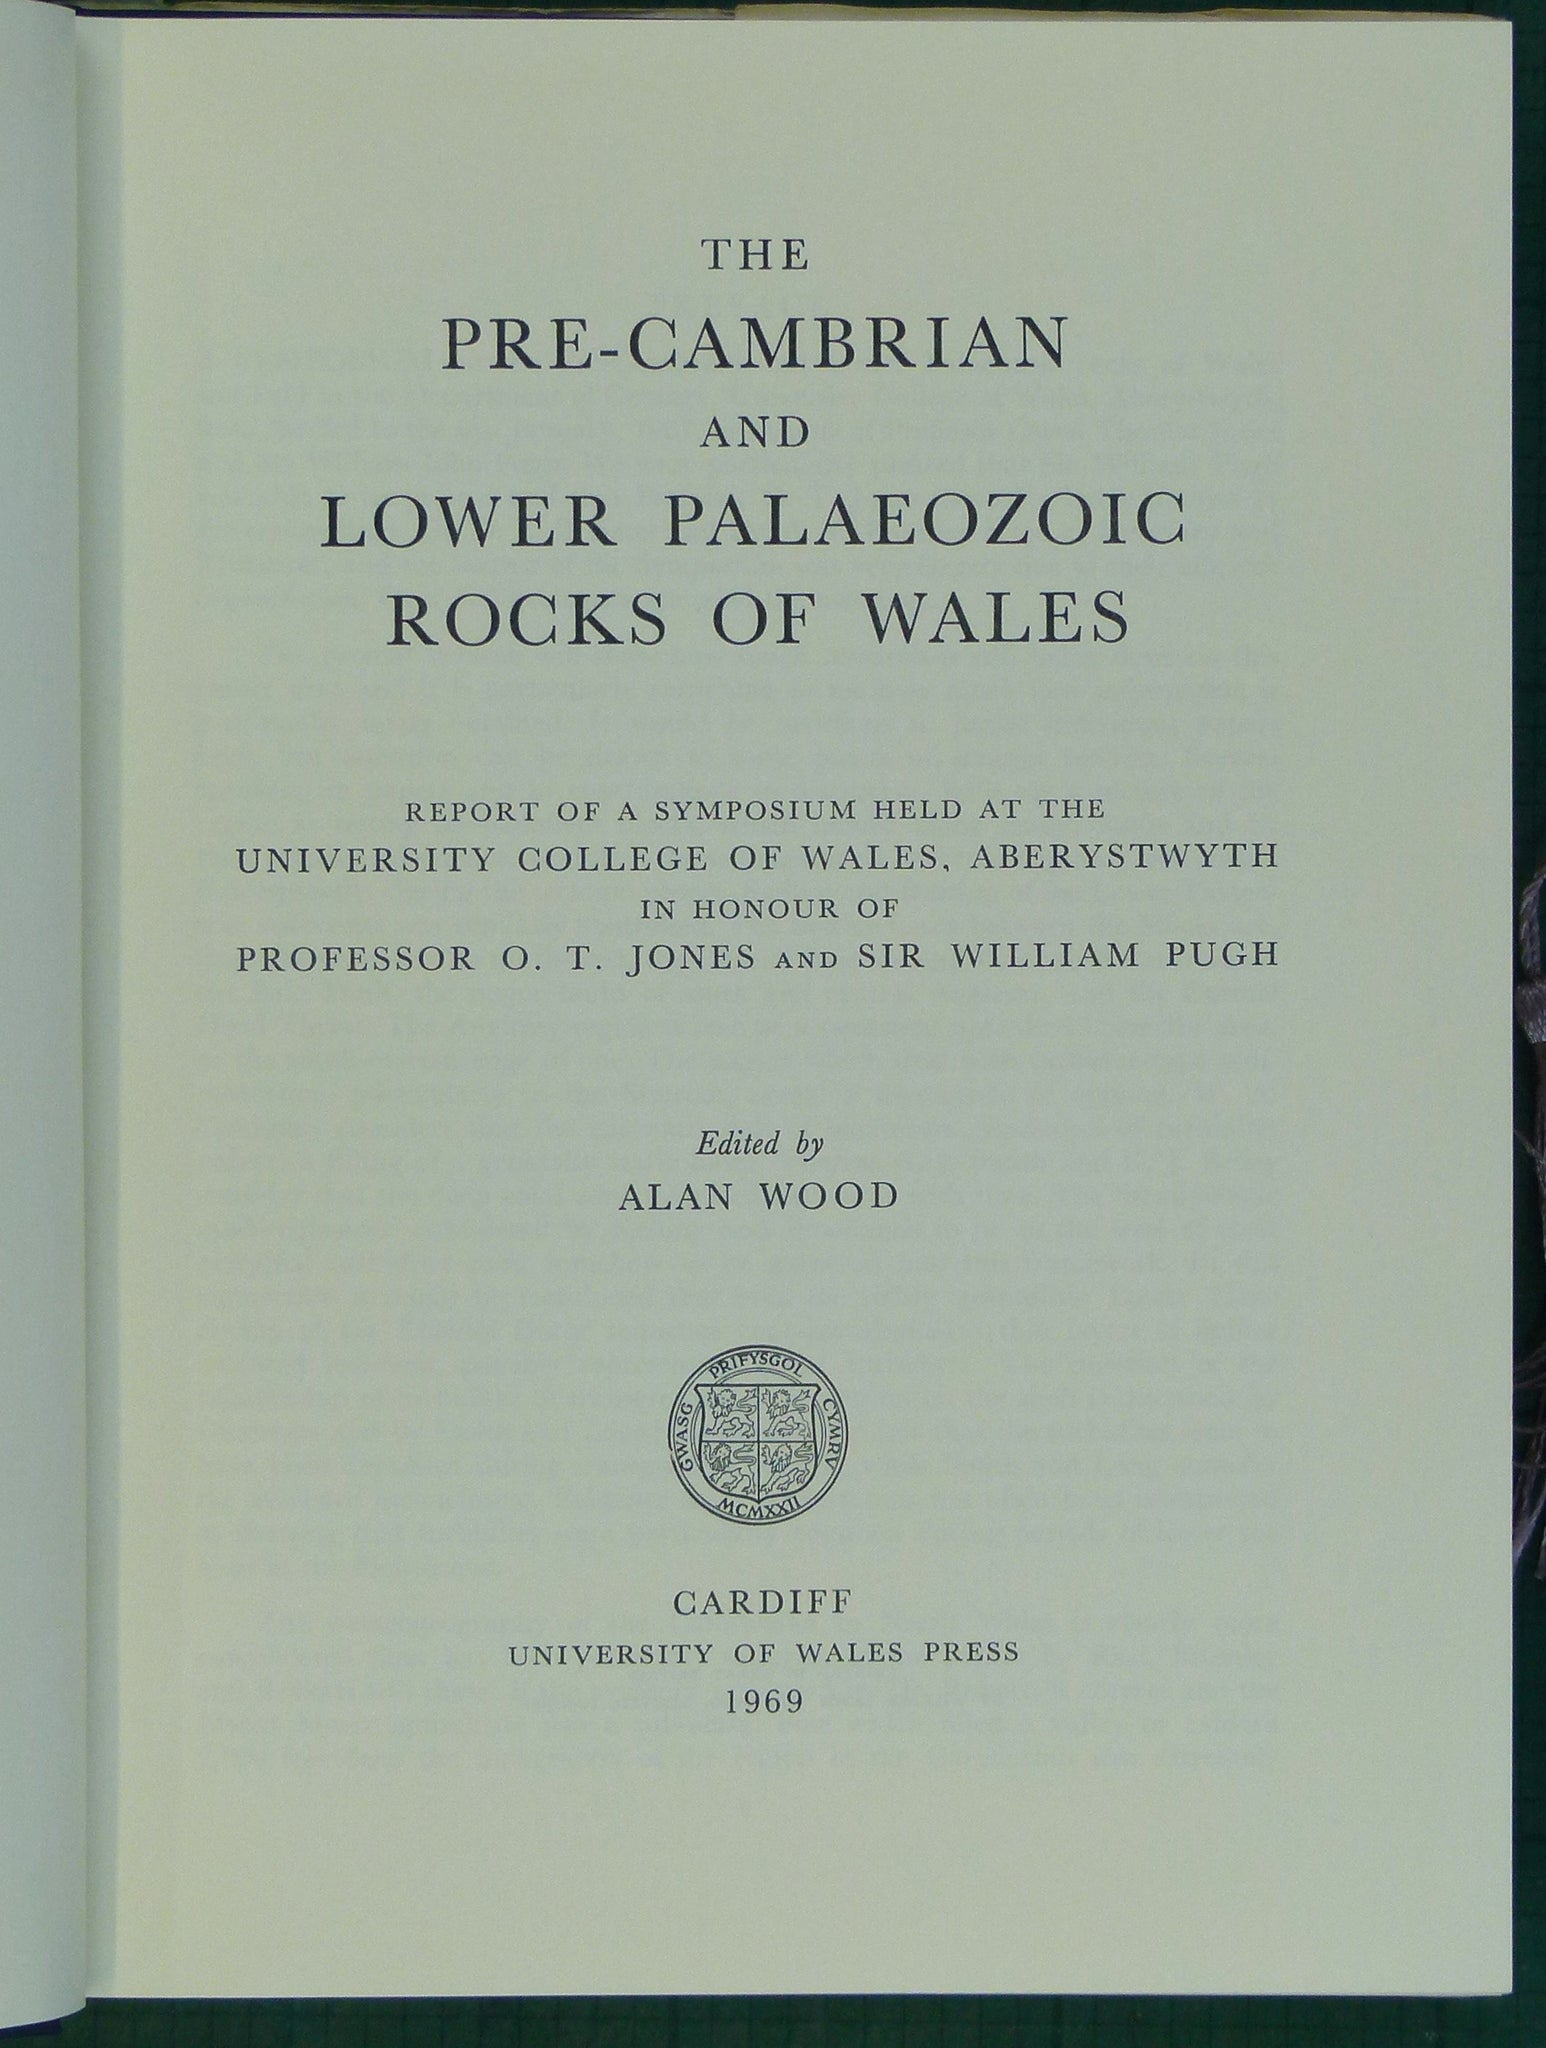 THE
PRE-CAMBRIAN
AND
LOWER PALAEOZOIC
ROCKS OF WALES
REPORT OF A SYMPOSIUM HELD AT THE
UNIVERSITY COLLEGE OF WALES, ABERYSTWYTH
IN HONOUR OF
PROFESSOR O. T. JONES AND SIR WILLIAM PUGH
Edited by
ALAN WOOD
GWASG PRIFYSGOL CYMRV
MCMXXII
CARDIFF
UNIVERSITY OF WALES PRESS
1969